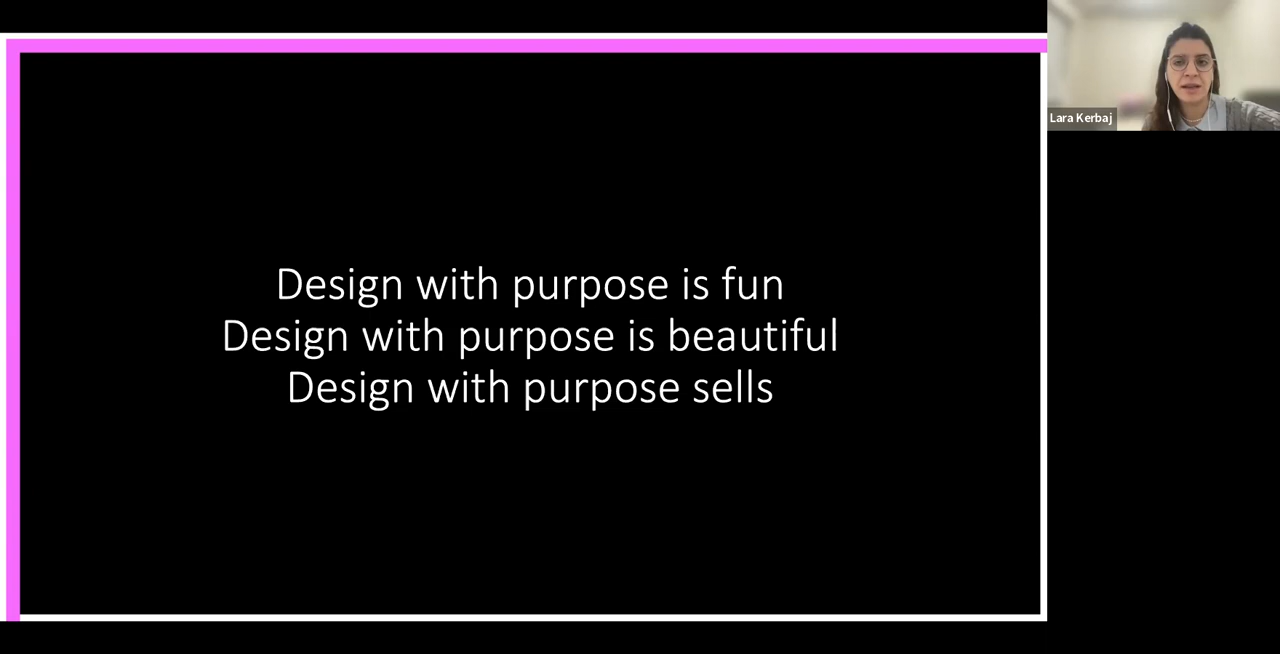 Design with purpose is fun
Design with purpose is beautiful
Design with purpose sells
Lara Kerbaj